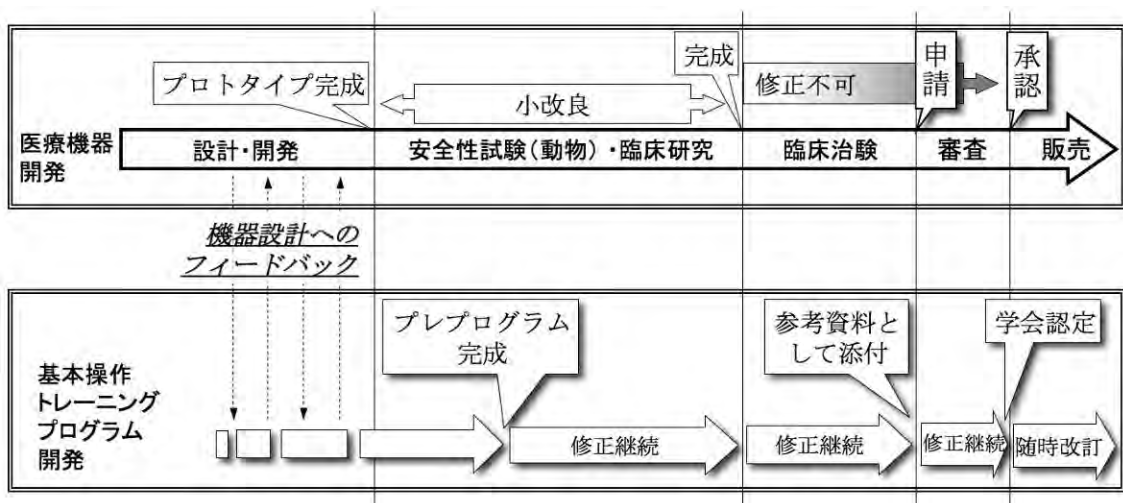 プロトタイプ完成
完成
修正不可
申
請
承
認
小改良
医療機器
開発
設計・開発
安全性試験(動物)・臨床研究
臨床治験
審査
販売
機器設計への
フィードバック
プレプログラム
完成
参考資料と
して添付
学会認定
基本操作
トレーニング
プログラム
開発
修正継続
修正継続
修正継続
随時改訂